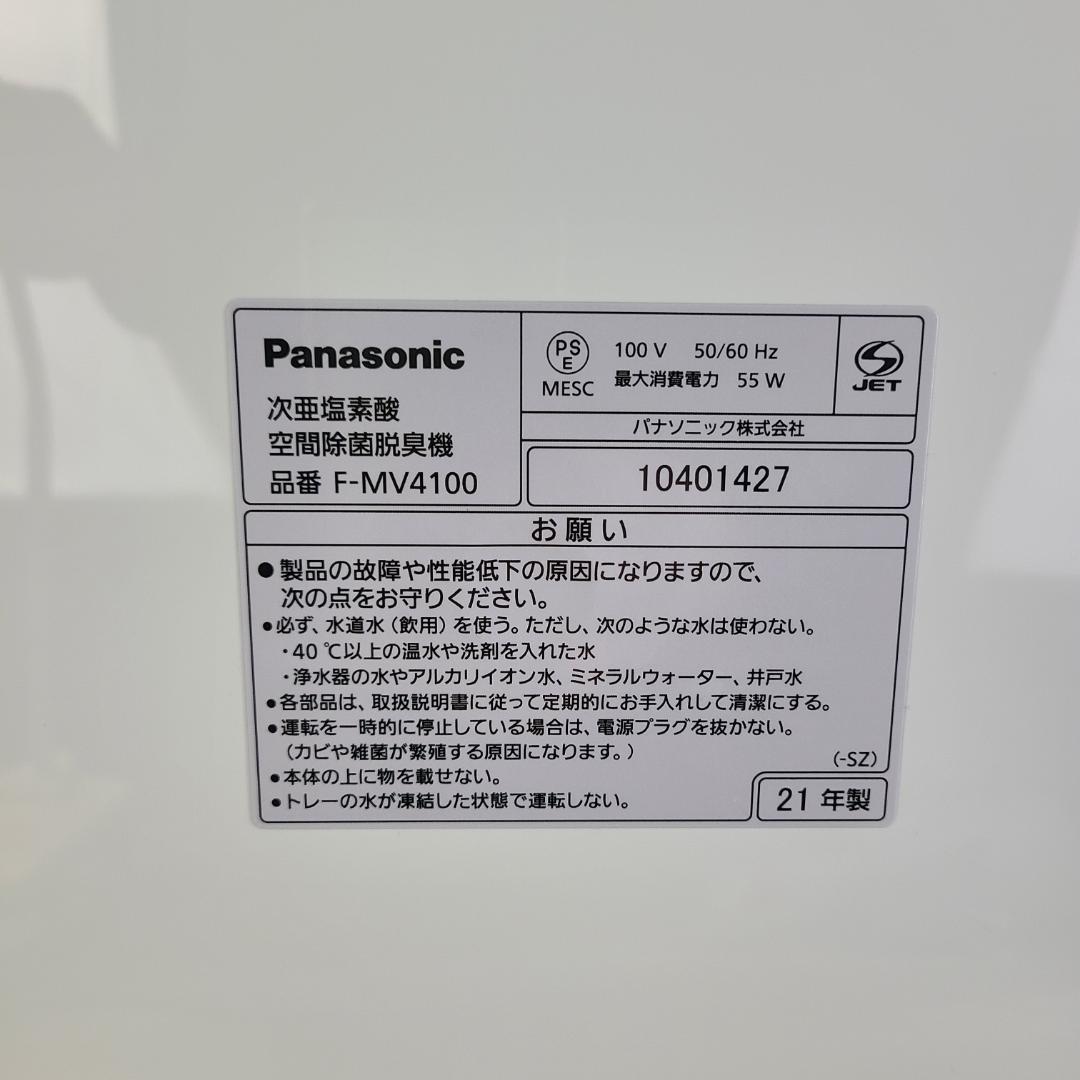 Panasonic
次亜塩素酸
空間除菌脱臭機
品番 F-MV4100
PS
E
MESC
100 V 50/60 Hz
最大消費電力 55 W
JET
パナソニック株式会社
10401427
お願い
●製品の故障や性能低下の原因になりますので、
次の点をお守りください。
●必ず、水道水（飲用）を使う。ただし、次のような水は使わない。
・40 ℃以上の温水や洗剤を入れた水
・浄水器の水やアルカリイオン水、ミネラルウォーター、井戸水
●各部品は、取扱説明書に従って定期的にお手入れして清潔にする。
●運転を一時的に停止している場合は、電源プラグを抜かない。
（カビや雑菌が繁殖する原因になります。）
(-SZ)
●本体の上に物を載せない。
●トレーの水が凍結した状態で運転しない。
21 年製